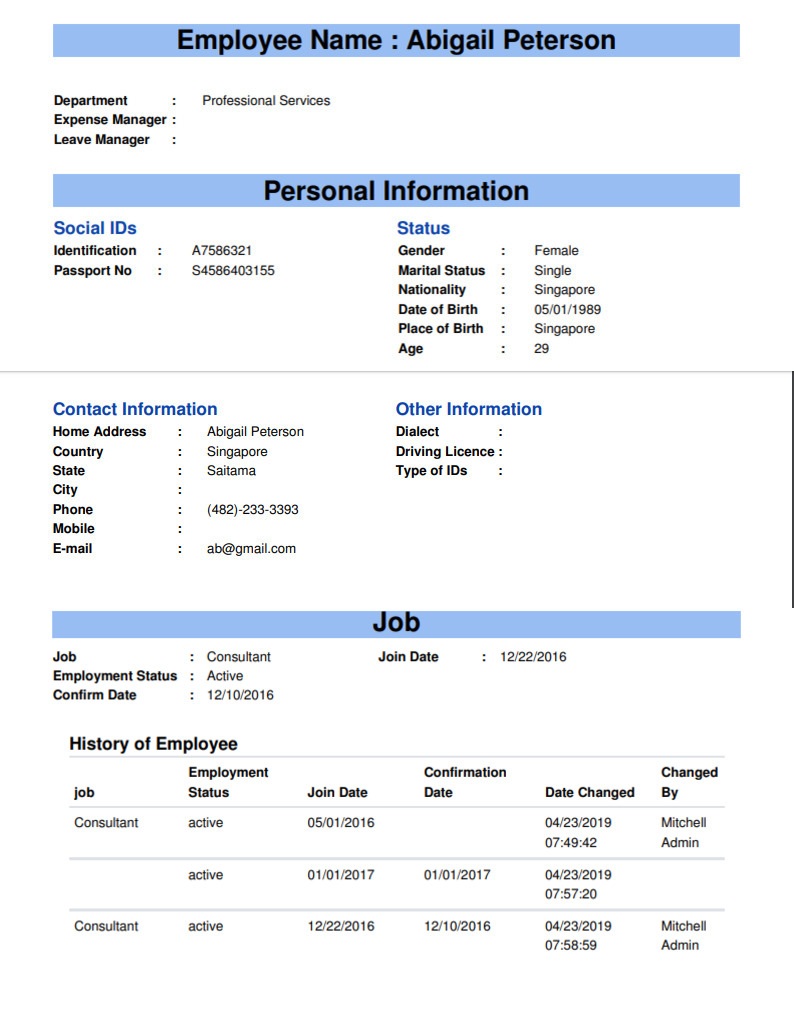 Employee Name : Abigail Peterson
Department : Professional Services
Expense Manager :
Leave Manager :
Personal Information
Social IDs
Identification : A7586321
Passport No : S4586403155
Status
Gender : Female
Marital Status : Single
Nationality : Singapore
Date of Birth : 05/01/1989
Place of Birth : Singapore
Age : 29
Contact Information
Home Address : Abigail Peterson
Country : Singapore
State : Saitama
City :
Phone : (482)-233-3393
Mobile :
E-mail : ab@gmail.com
Other Information
Dialect :
Driving Licence :
Type of IDs :
Job
Job : Consultant Join Date : 12/22/2016
Employment Status : Active
Confirm Date : 12/10/2016
History of Employee
Employment Confirmation Changed
job Status Join Date Date Date Changed By
Consultant active 05/01/2016 04/23/2019 Mitchell
07:49:42 Admin
active 01/01/2017 01/01/2017 04/23/2019
07:57:20
Consultant active 12/22/2016 12/10/2016 04/23/2019 Mitchell
07:58:59 Admin